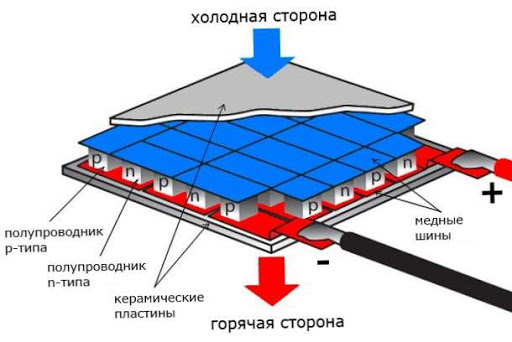 холодная сторона
p
n
p
n
p
p
n
p
n
+
-
полупроводник
p-типа
полупроводник
n-типа
керамические
пластины
медные
шины
горячая сторона